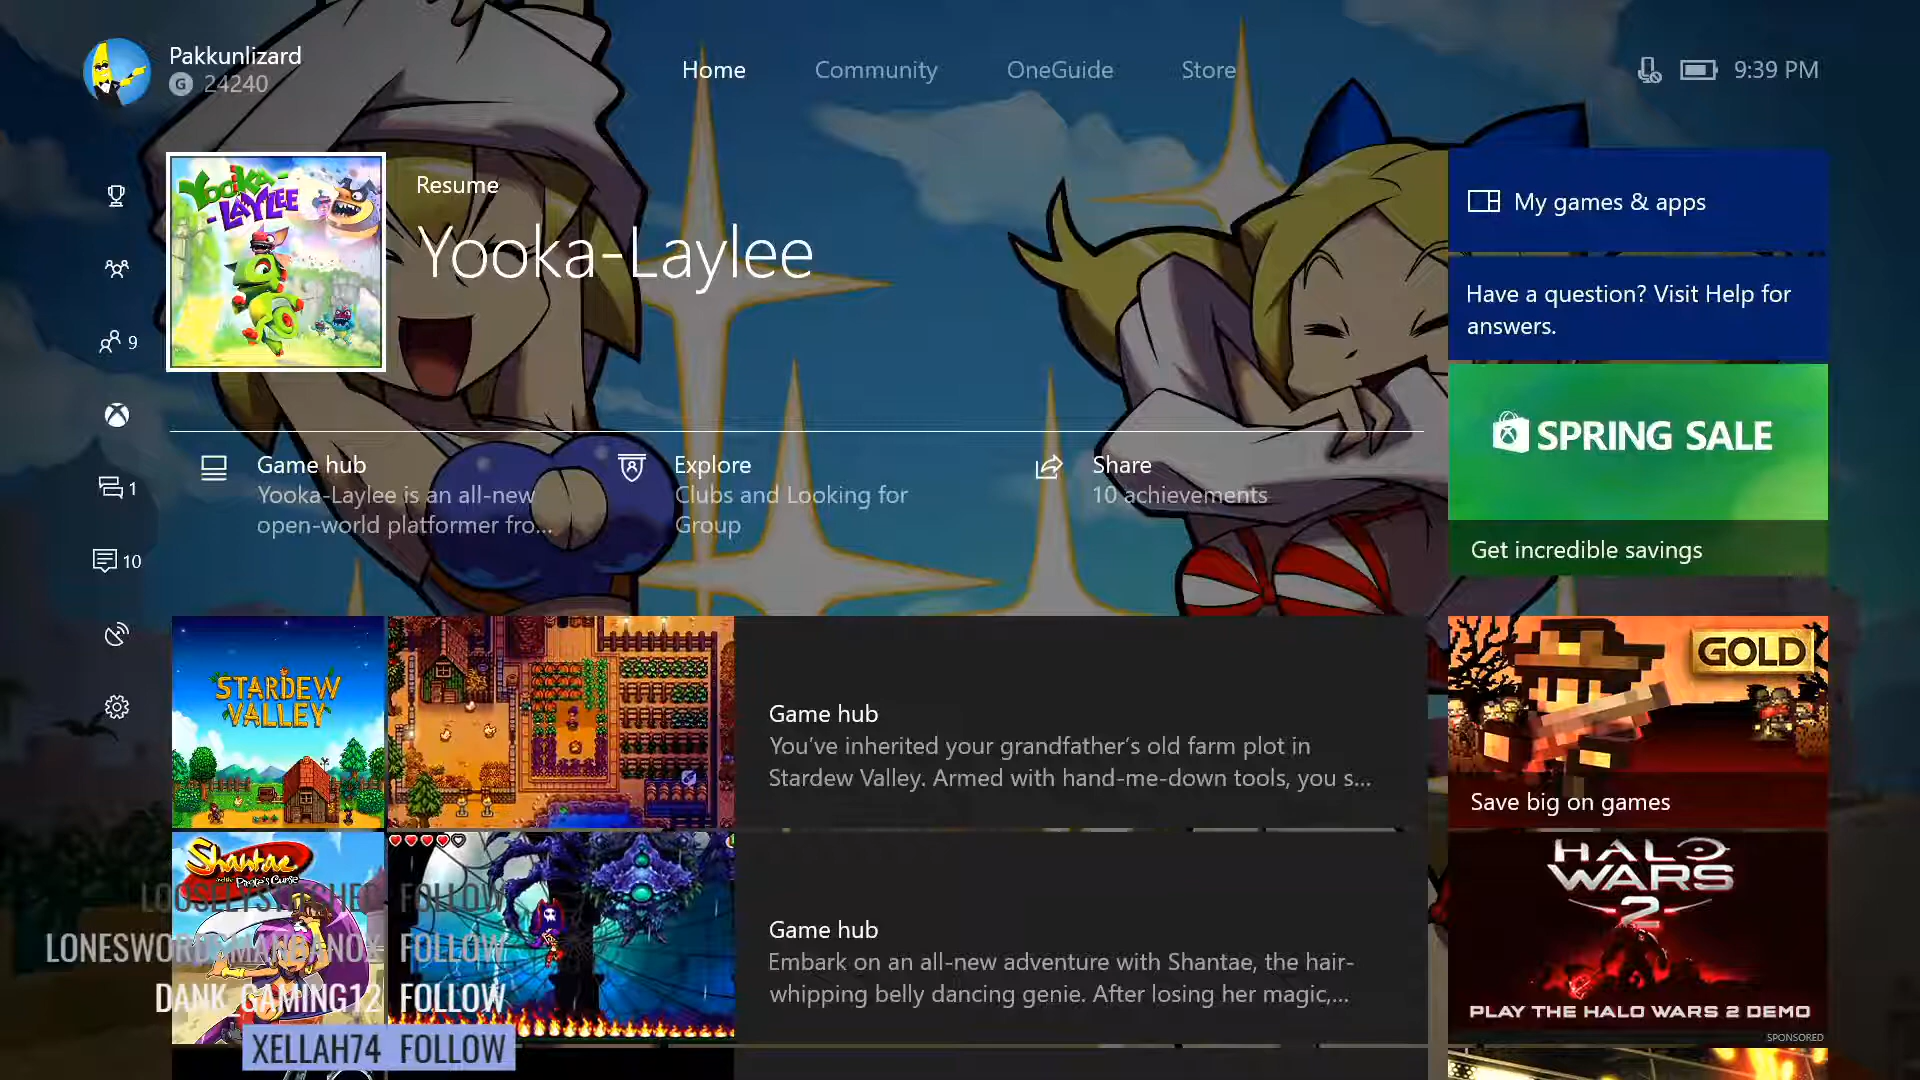 Pakkunlizard
G 24240
Home
Community
OneGuide
Store
9:39 PM
YOOKA
-LAYLEE
Resume
Yooka-Laylee
My games & apps
Have a question? Visit Help for
answers.
9
SPRING SALE
Get incredible savings
Game hub
Yooka-Laylee is an all-new
open-world platformer fro...
Explore
Clubs and Looking for
Group
Share
10 achievements
1
10
STARDEW
VALLEY
Game hub
You've inherited your grandfather's old farm plot in
Stardew Valley. Armed with hand-me-down tools, you s...
GOLD
Save big on games
Shantae
and the Pirate's Curse
Game hub
Embark on an all-new adventure with Shantae, the hair-
whipping belly dancing genie. After losing her magic,...
HALO
WARS
2
PLAY THE HALO WARS 2 DEMO
SPONSORED
FOLLOW
FOLLOW
DANK_GAMING12 FOLLOW
XELLAH74 FOLLOW